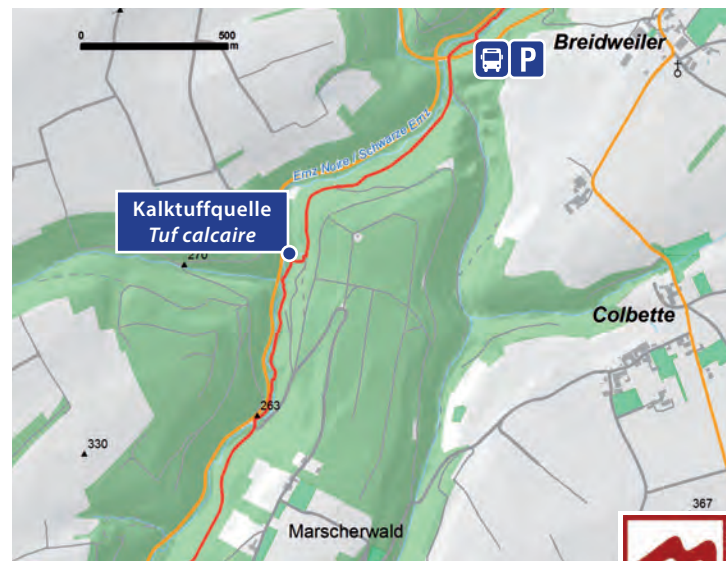 0 500
m
Breidweiler
P
Ernz Noire / Schwarze Ernz
Kalktuffquelle
Tuf calcaire
270
Colbette
263
330
367
Marscherwald